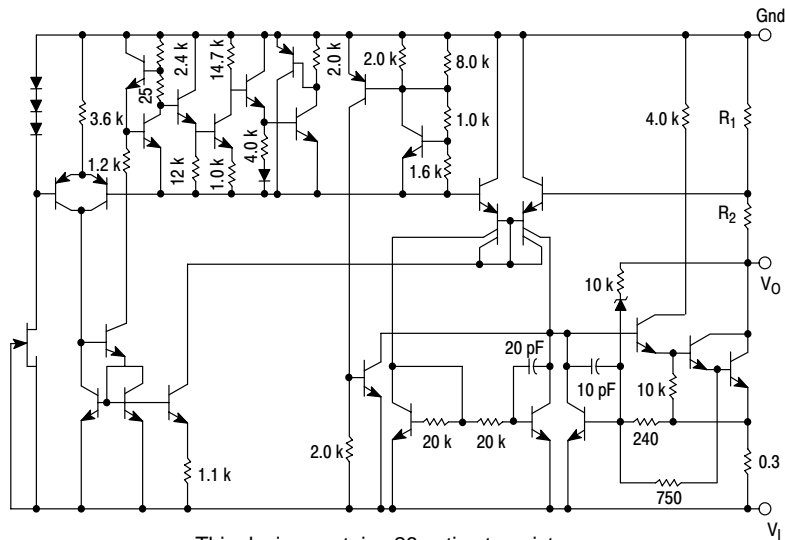 Gnd
2.4 k
14.7 k
2.0 k
2.0 k
8.0 k
25
3.6 k
4.0 k
1.0 k
4.0 k
R1
1.2 k
12 k
1.0 k
1.6 k
R2
10 k
VO
20 pF
10 pF
10 k
20 k
20 k
240
2.0 k
1.1 k
0.3
750
VI